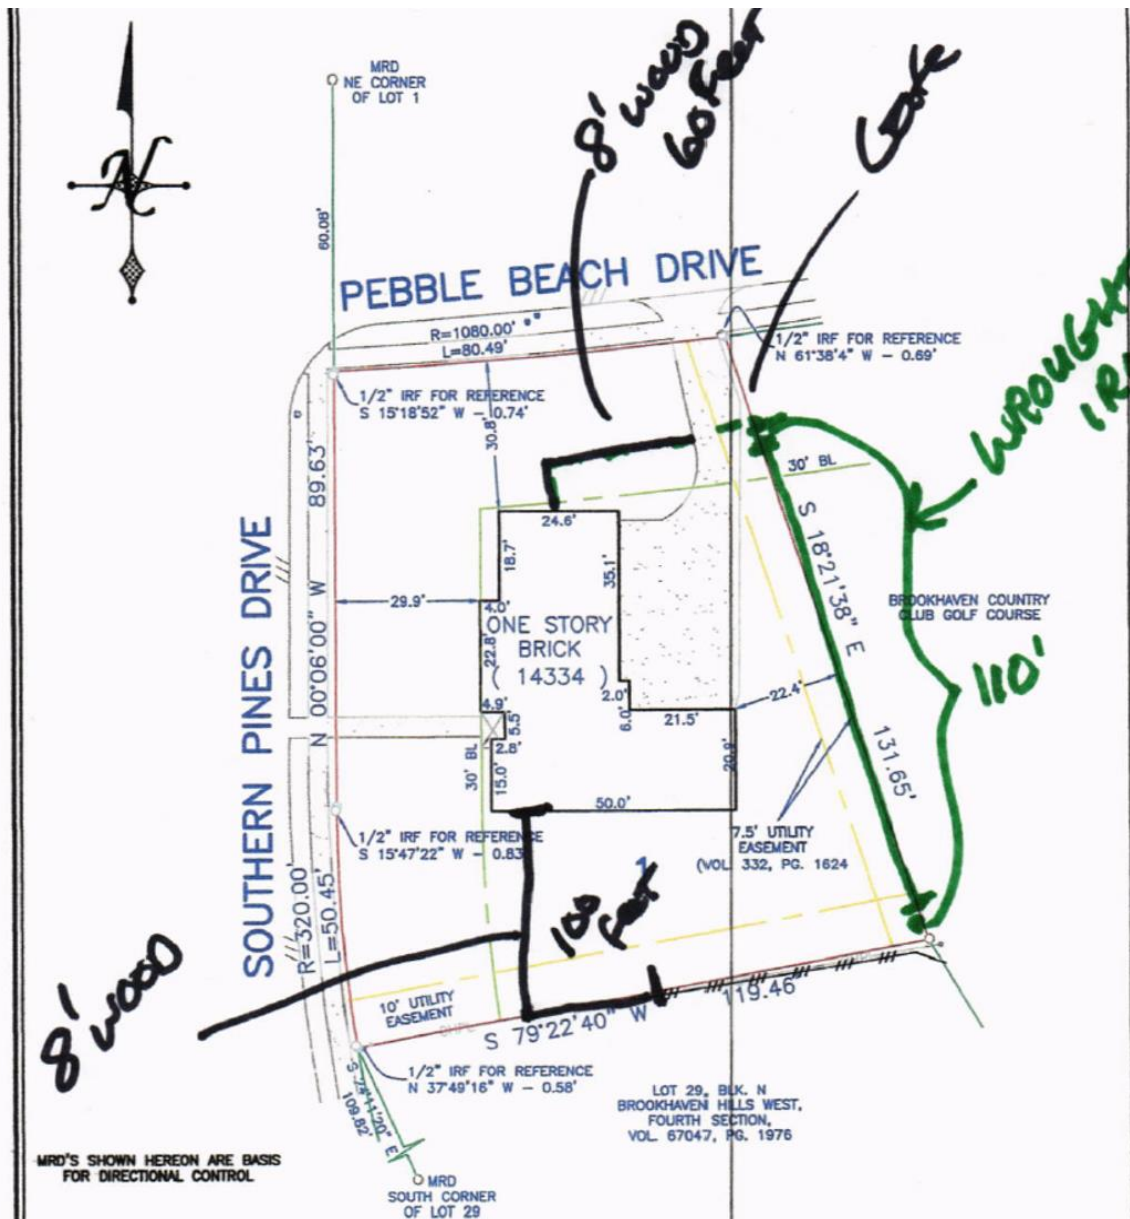 N
MRD
NE CORNER
OF LOT 1
60.08'
8' WOOD
60 Feet
GATE
PEBBLE BEACH DRIVE
R=1080.00'
L=80.49'
1/2" IRF FOR REFERENCE
N 61°38'4" W - 0.69'
1/2" IRF FOR REFERENCE
S 15°18'52" W - 0.74'
30.8'
WROUGHT
30' BL
89.63'
N 00°06'00" W
SOUTHERN PINES DRIVE
24.6'
18.7'
35.1'
S 18°21'38" E
29.9'
4.0'
ONE STORY
BRICK
( 14334 )
22.8'
BROOKHAVEN COUNTRY
CLUB GOLF COURSE
110'
2.0'
22.4'
4.9'
5.5'
6.0'
21.5'
2.8'
131.65'
30' BL
15.0'
20.9'
50.0'
1/2" IRF FOR REFERENCE
S 15°47'22" W - 0.83'
7.5' UTILITY
EASEMENT
(VOL. 332, PG. 1624
1
R=320.00'
L=50.45'
100
Feet
8' WOOD
10' UTILITY
EASEMENT
OHPL
S 79°22'40" W
119.46
1/2" IRF FOR REFERENCE
N 37°49'16" W - 0.58'
S 24°11'20" E
109.82'
LOT 29, BLK. N
BROOKHAVEN HILLS WEST,
FOURTH SECTION,
VOL. 67047, PG. 1976
MRD'S SHOWN HEREON ARE BASIS
FOR DIRECTIONAL CONTROL
MRD
SOUTH CORNER
OF LOT 29